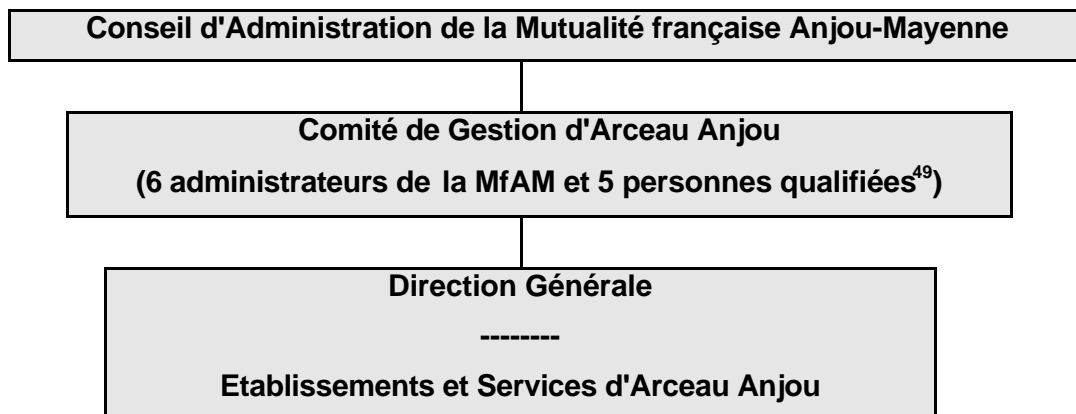 Conseil d'Administration de la Mutualité française Anjou-Mayenne
Comité de Gestion d'Arceau Anjou
(6 administrateurs de la MfAM et 5 personnes qualifiées⁴⁹)
Direction Générale
--------
Etablissements et Services d'Arceau Anjou